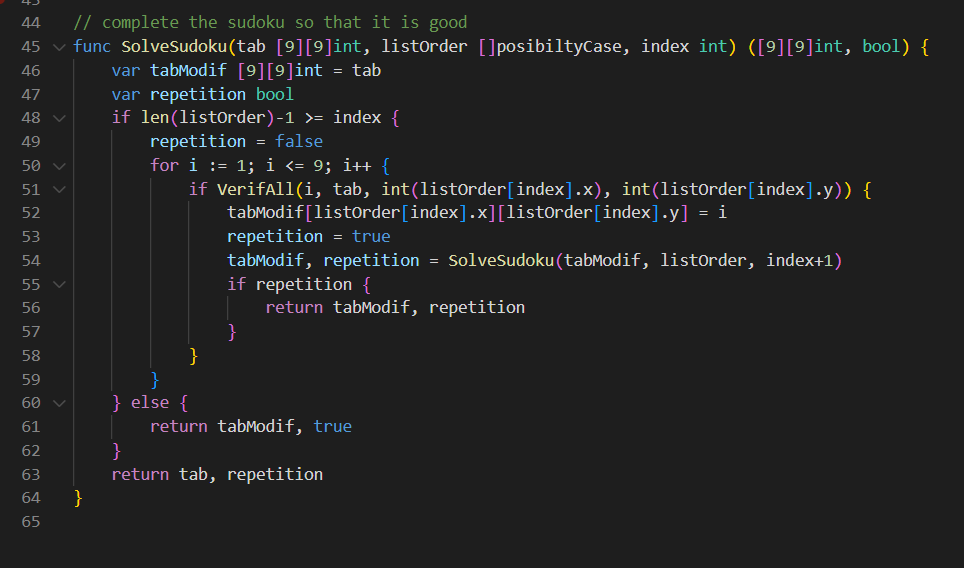 44 // complete the sudoku so that it is good
45 func SolveSudoku(tab [9][9]int, listOrder []posibiltyCase, index int) ([9][9]int, bool) {
46     var tabModif [9][9]int = tab
47     var repetition bool
48     if len(listOrder)-1 >= index {
49         repetition = false
50         for i := 1; i <= 9; i++ {
51             if VerifAll(i, tab, int(listOrder[index].x), int(listOrder[index].y)) {
52                 tabModif[listOrder[index].x][listOrder[index].y] = i
53                 repetition = true
54                 tabModif, repetition = SolveSudoku(tabModif, listOrder, index+1)
55                 if repetition {
56                     return tabModif, repetition
57                 }
58             }
59         }
60     } else {
61         return tabModif, true
62     }
63     return tab, repetition
64 }
65